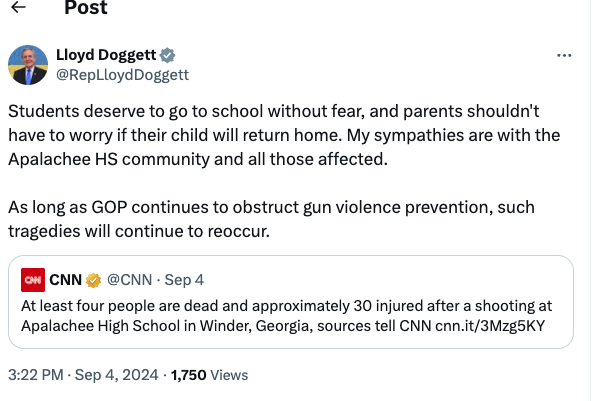 Post
Lloyd Doggett
@RepLloydDoggett
Students deserve to go to school without fear, and parents shouldn't
have to worry if their child will return home. My sympathies are with the
Apalachee HS community and all those affected.
As long as GOP continues to obstruct gun violence prevention, such
tragedies will continue to reoccur.
CNN CNN @CNN · Sep 4
At least four people are dead and approximately 30 injured after a shooting at
Apalachee High School in Winder, Georgia, sources tell CNN cnn.it/3Mzg5KY
3:22 PM · Sep 4, 2024 · 1,750 Views